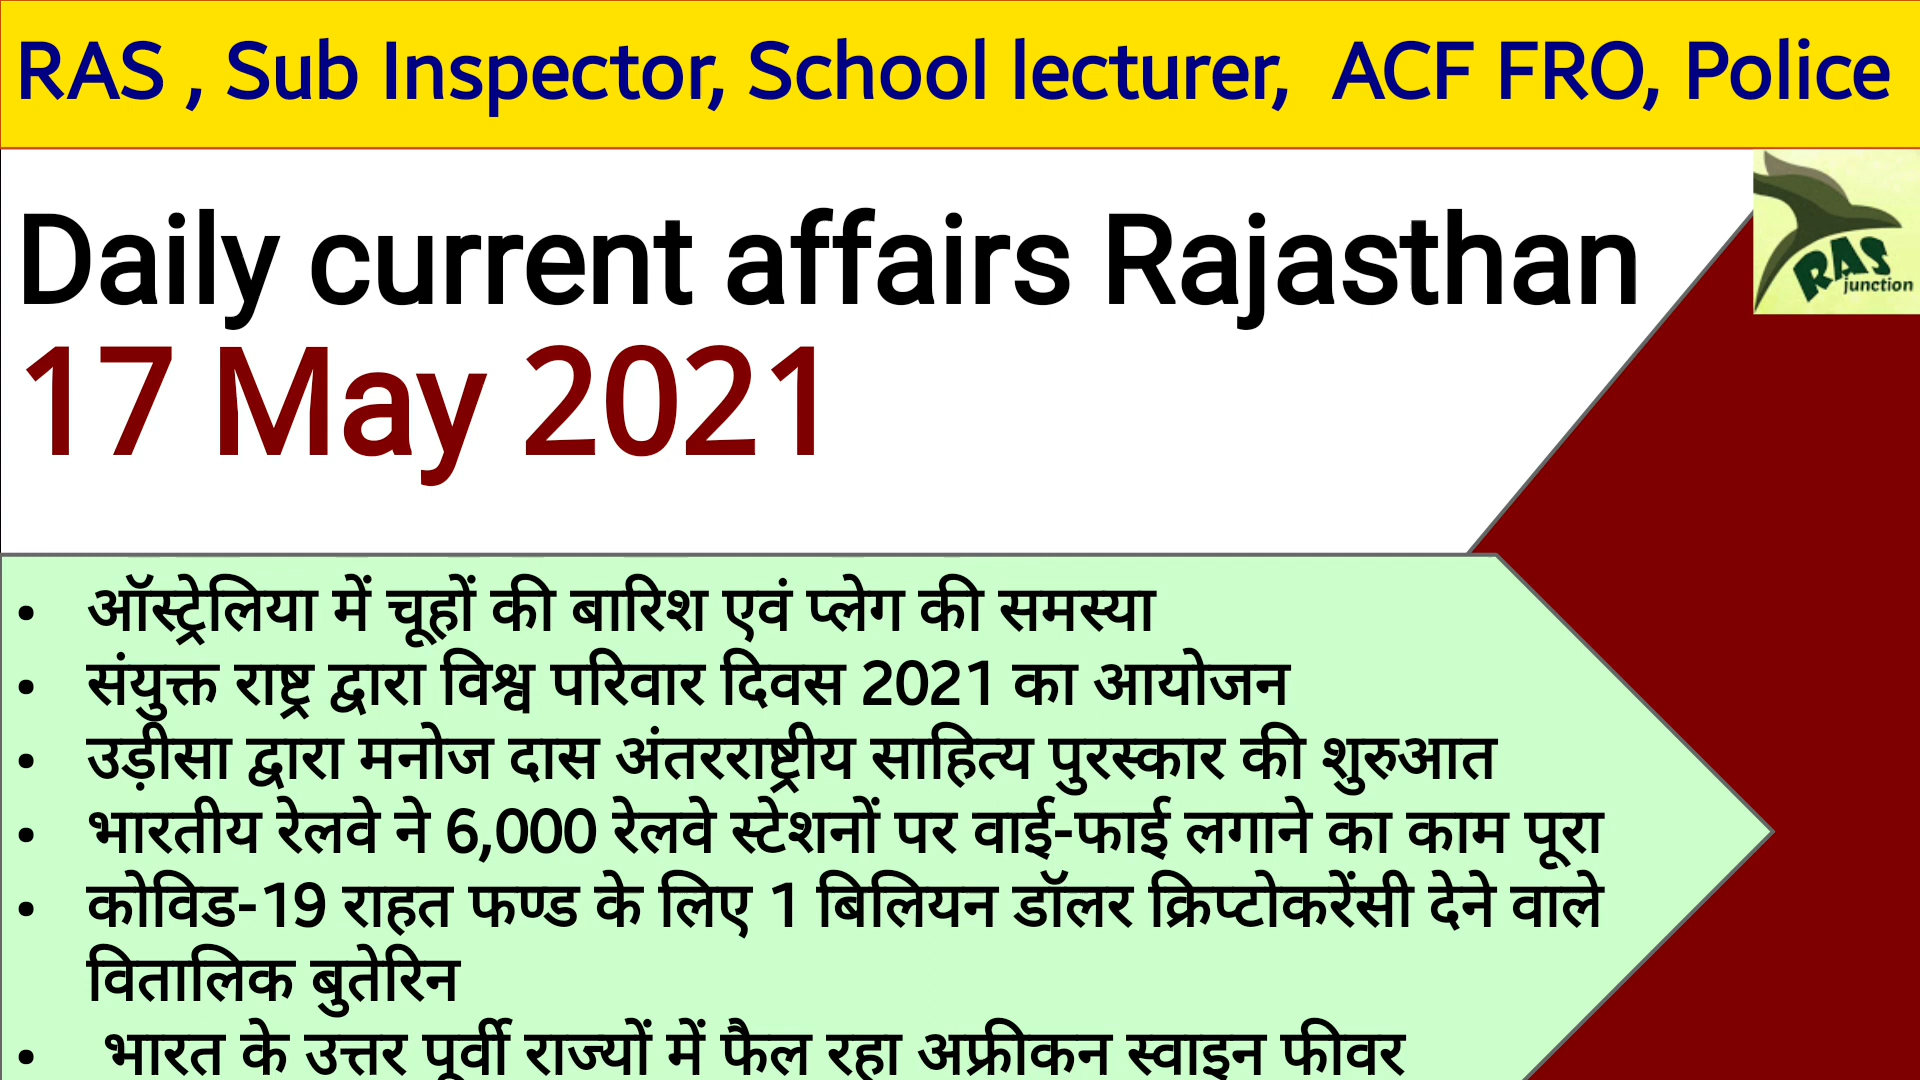 RAS , Sub Inspector, School lecturer, ACF FRO, Police
RAS
junction
Daily current affairs Rajasthan
17 May 2021
• ऑस्ट्रेलिया में चूहों की बारिश एवं प्लेग की समस्या
• संयुक्त राष्ट्र द्वारा विश्व परिवार दिवस 2021 का आयोजन
• उड़ीसा द्वारा मनोज दास अंतरराष्ट्रीय साहित्य पुरस्कार की शुरुआत
• भारतीय रेलवे ने 6,000 रेलवे स्टेशनों पर वाई-फाई लगाने का काम पूरा
• कोविड-19 राहत फण्ड के लिए 1 बिलियन डॉलर क्रिप्टोकरेंसी देने वाले
वितालिक बुतेरिन
• भारत के उत्तर पूर्वी राज्यों में फैल रहा अफ्रीकन स्वाइन फीवर